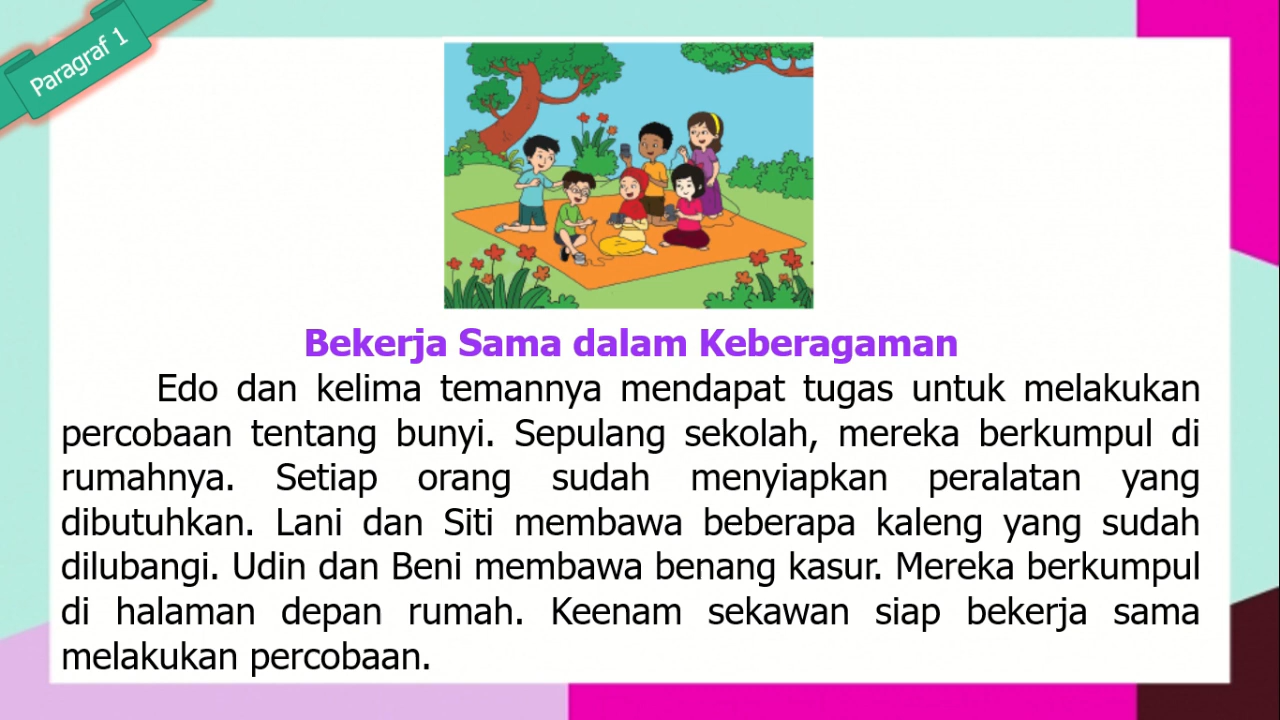 Paragraf 1
Bekerja Sama dalam Keberagaman
Edo dan kelima temannya mendapat tugas untuk melakukan
percobaan tentang bunyi. Sepulang sekolah, mereka berkumpul di
rumahnya. Setiap orang sudah menyiapkan peralatan yang
dibutuhkan. Lani dan Siti membawa beberapa kaleng yang sudah
dilubangi. Udin dan Beni membawa benang kasur. Mereka berkumpul
di halaman depan rumah. Keenam sekawan siap bekerja sama
melakukan percobaan.